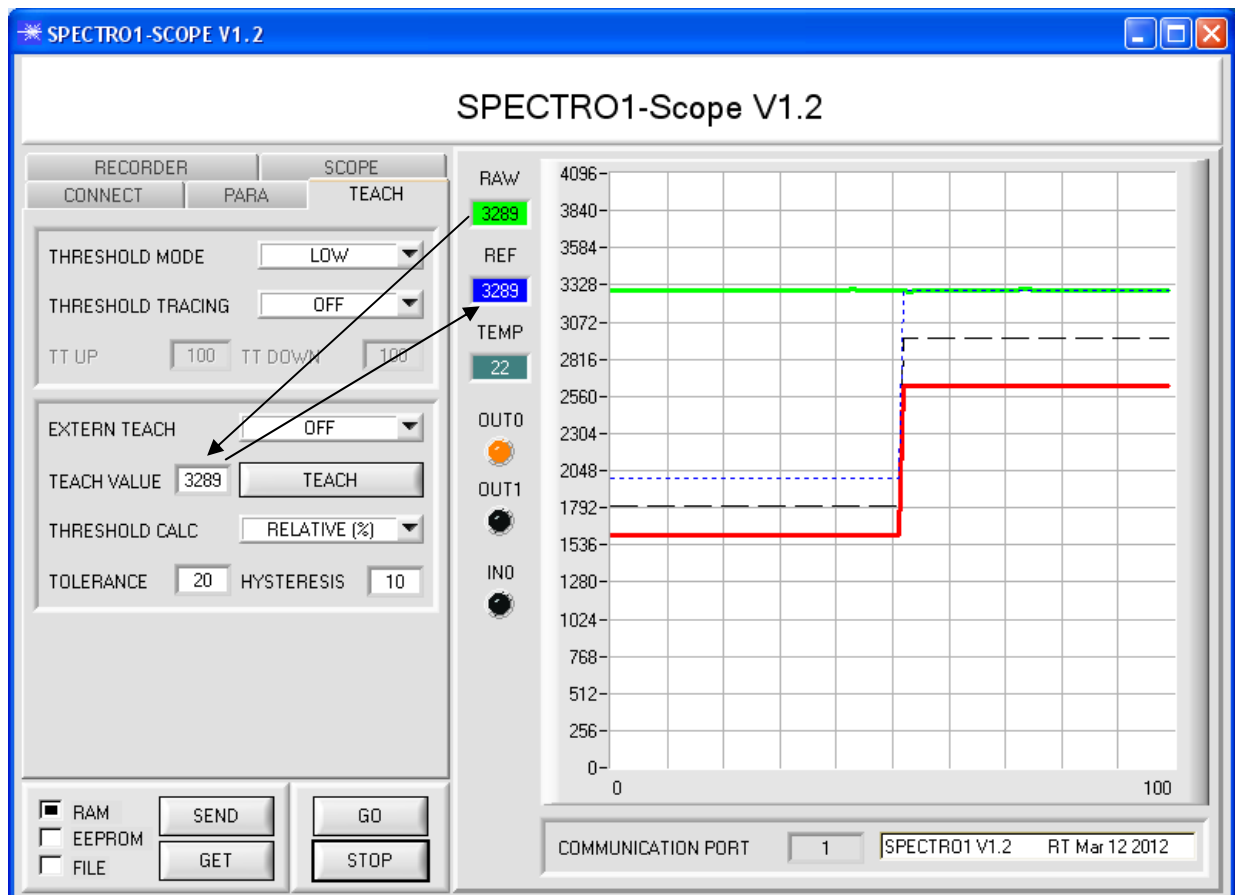 SPECTRO1-SCOPE V1.2
SPECTRO1-Scope V1.2
RECORDER SCOPE
CONNECT PARA TEACH
THRESHOLD MODE LOW
THRESHOLD TRACING OFF
TT UP 100 TT DOWN 100
EXTERN TEACH OFF
TEACH VALUE 3289 TEACH
THRESHOLD CALC RELATIVE (%)
TOLERANCE 20 HYSTERESIS 10
RAM SEND GO
EEPROM
FILE GET STOP
RAW
3289
REF
3289
TEMP
22
OUT0
OUT1
IN0
4096
3840
3584
3328
3072
2816
2560
2304
2048
1792
1536
1280
1024
768
512
256
0
0 100
COMMUNICATION PORT 1 SPECTRO1 V1.2 RT Mar 12 2012